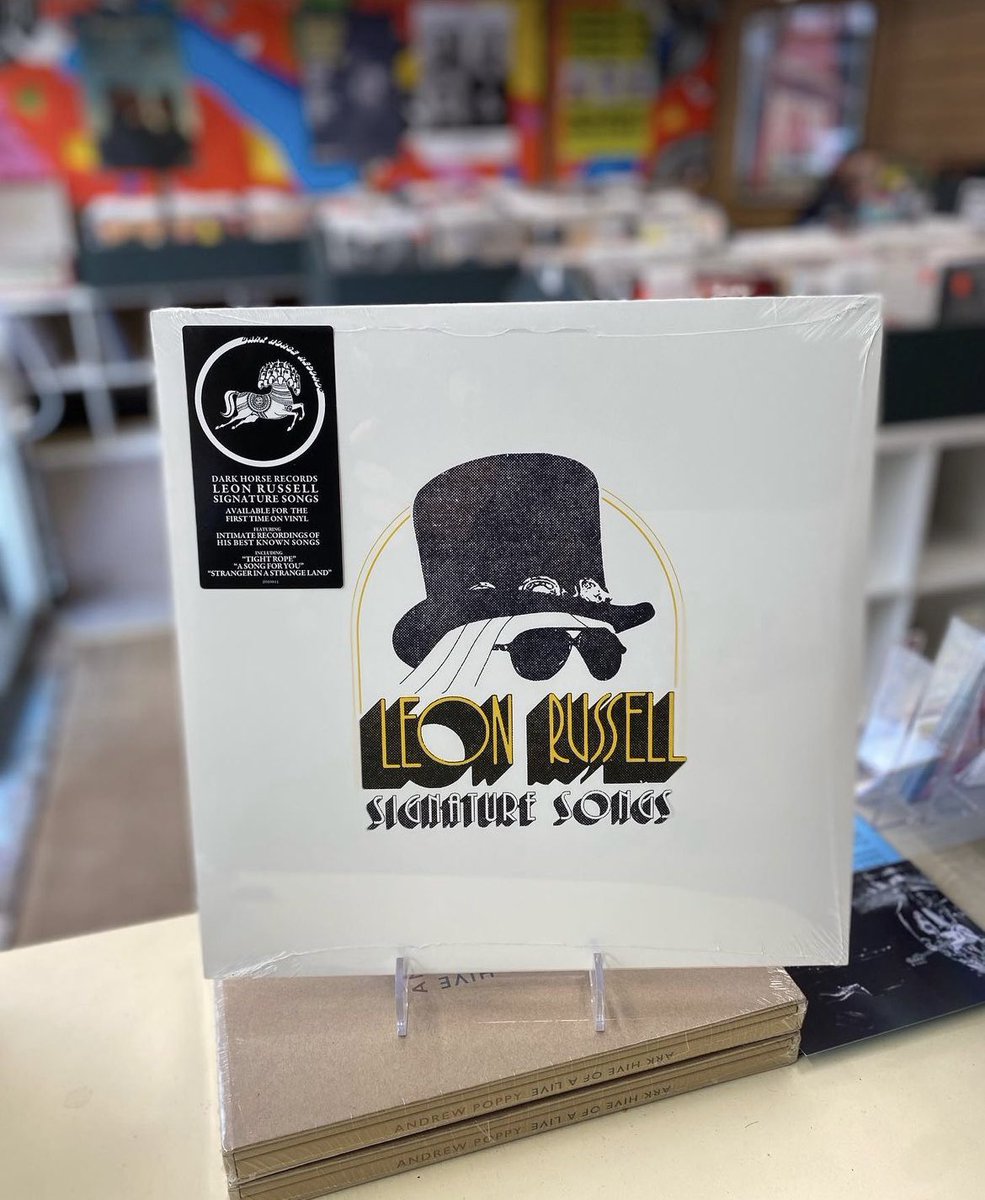 DARK HORSE RECORDS
DARK HORSE RECORDS
LEON RUSSELL
SIGNATURE SONGS
AVAILABLE FOR THE
FIRST TIME ON VINYL
FEATURING
INTIMATE RECORDINGS OF
HIS BEST KNOWN SONGS
INCLUDING
"TIGHT ROPE"
"A SONG FOR YOU"
"STRANGER IN A STRANGE LAND"
LEON RUSSELL
SIGNATURE SONGS
HIVE
ANDREW POPPY ARK HIVE OF A LIVE
ANDREW POPPY ARK HIVE OF A LIVE